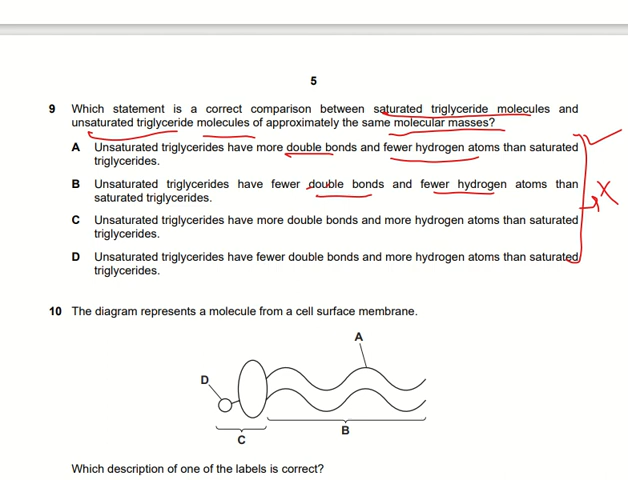 5
9 Which statement is a correct comparison between saturated triglyceride molecules and
unsaturated triglyceride molecules of approximately the same molecular masses?
A Unsaturated triglycerides have more double bonds and fewer hydrogen atoms than saturated
triglycerides.
B Unsaturated triglycerides have fewer double bonds and fewer hydrogen atoms than
saturated triglycerides.
C Unsaturated triglycerides have more double bonds and more hydrogen atoms than saturated
triglycerides.
D Unsaturated triglycerides have fewer double bonds and more hydrogen atoms than saturated
triglycerides.
10 The diagram represents a molecule from a cell surface membrane.
A
D
B
C
Which description of one of the labels is correct?